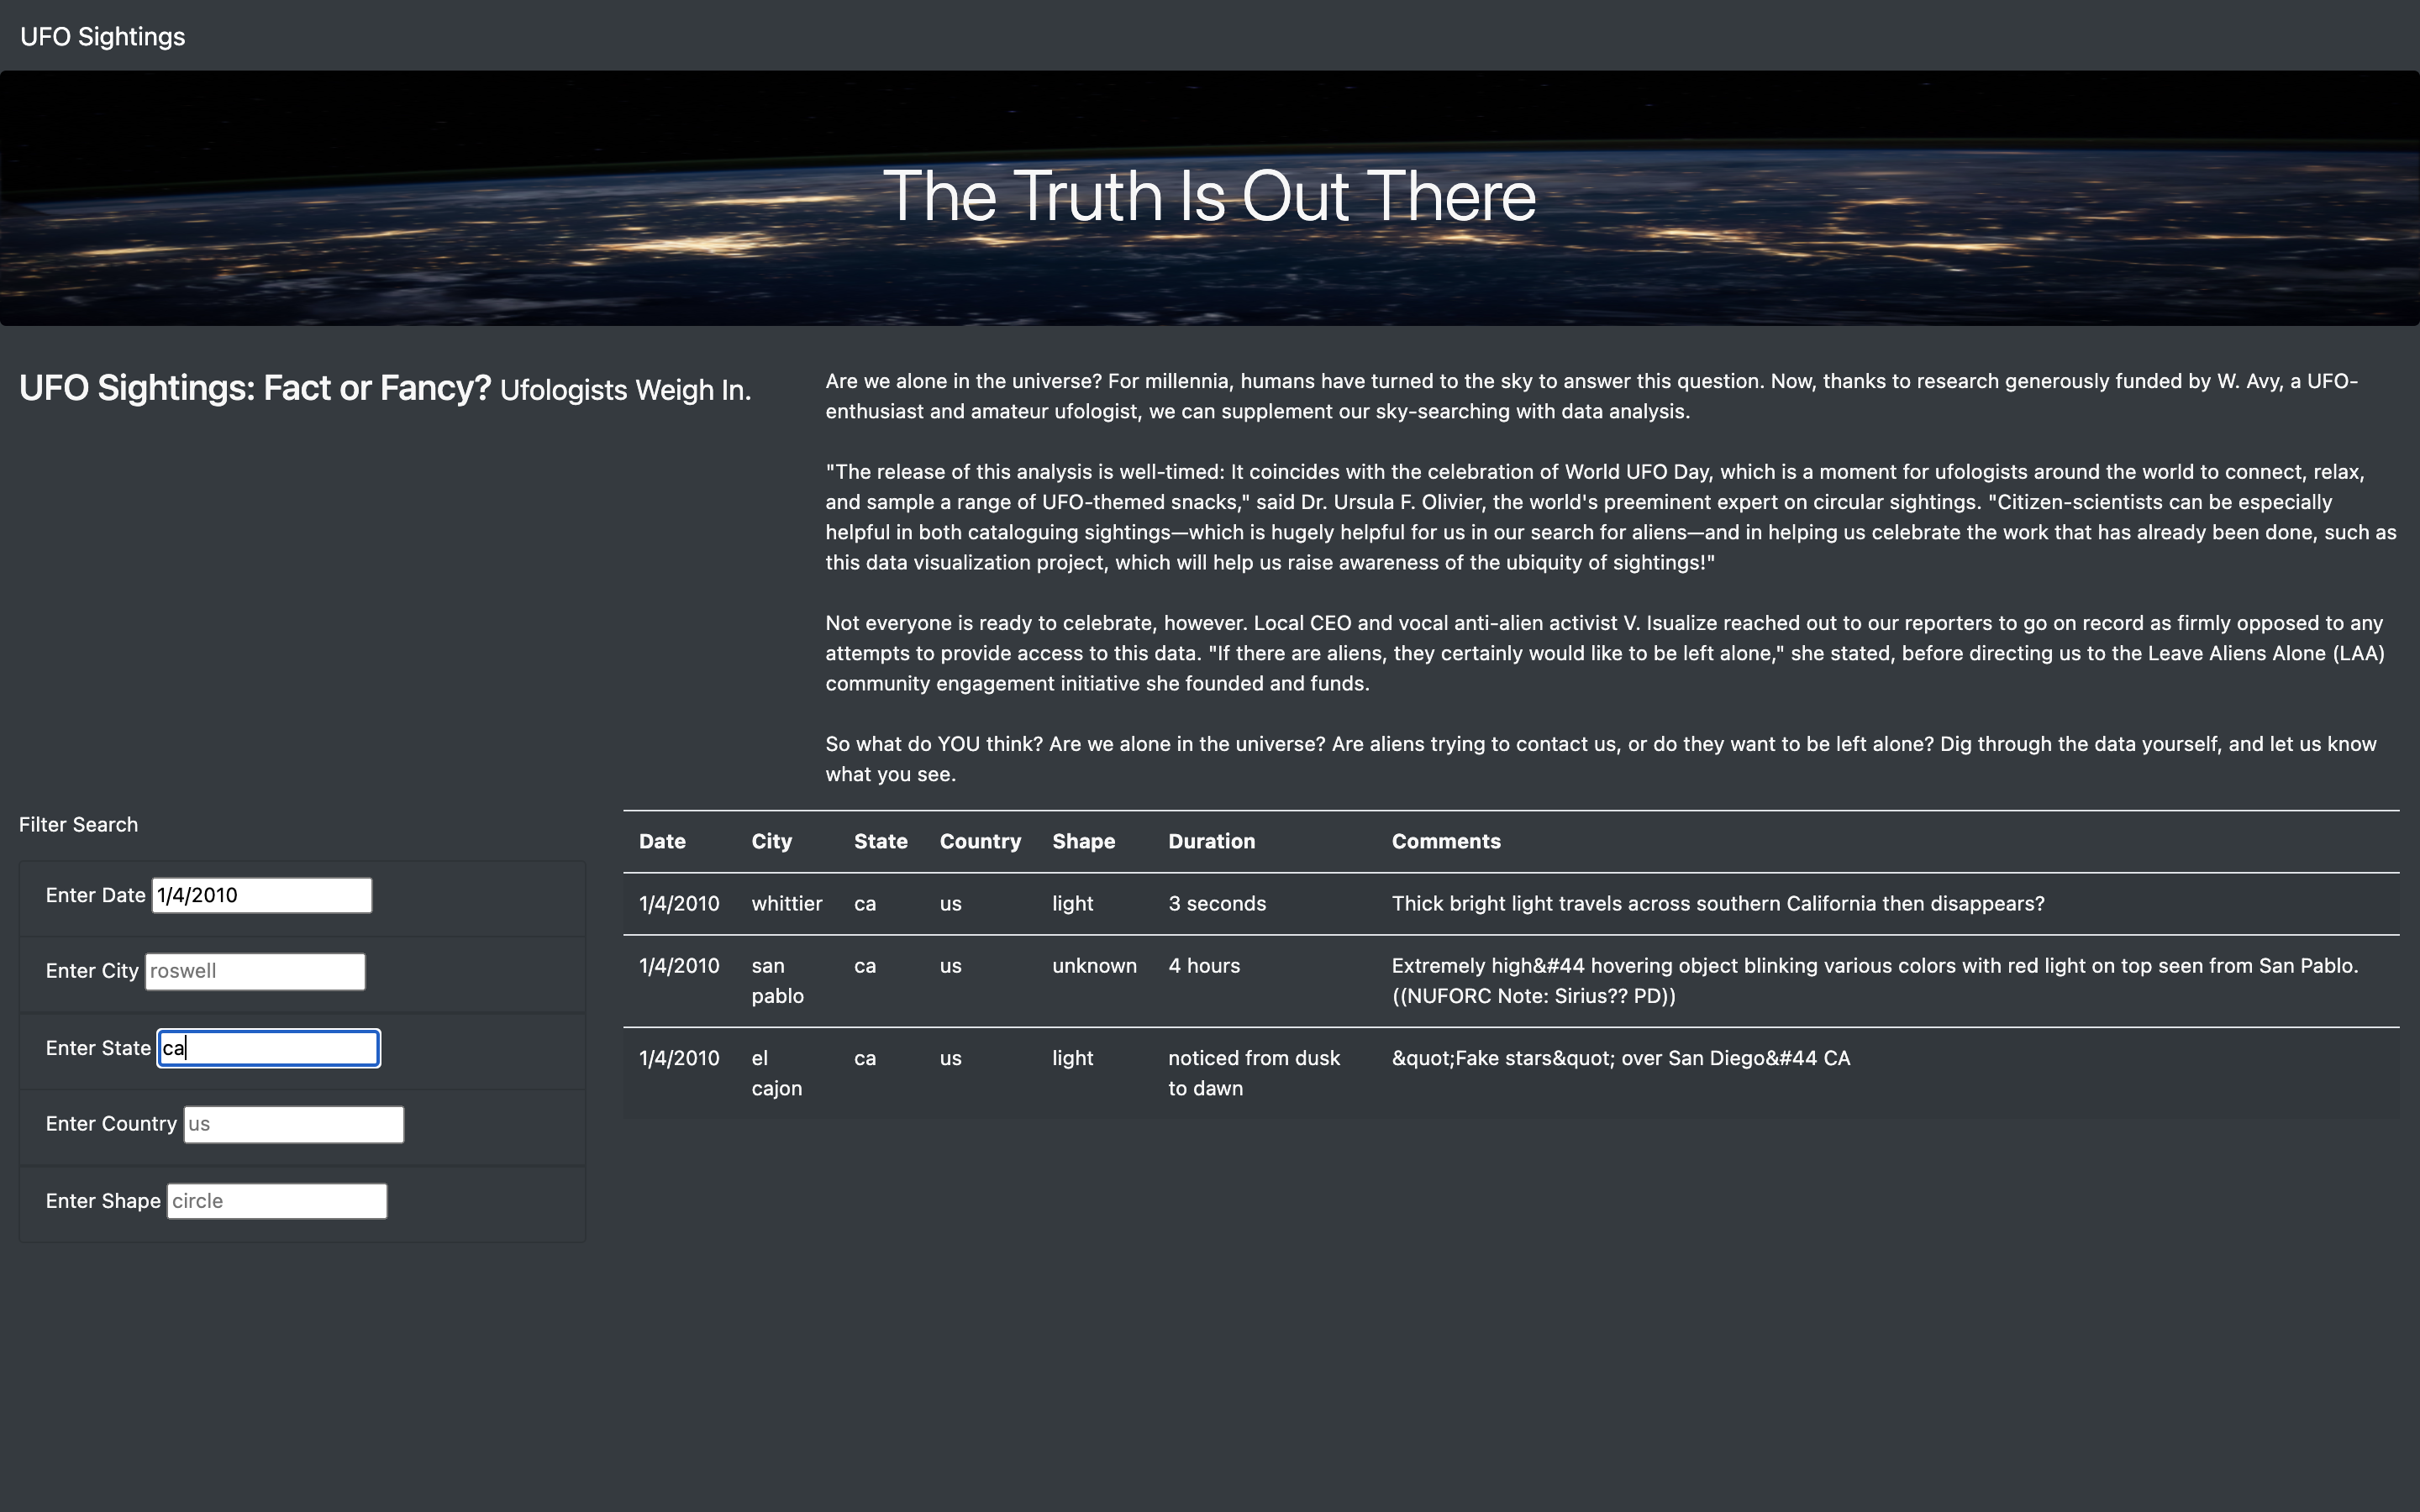 UFO Sightings
The Truth Is Out There
UFO Sightings: Fact or Fancy? Ufologists Weigh In.
Are we alone in the universe? For millennia, humans have turned to the sky to answer this question. Now, thanks to research generously funded by W. Avy, a UFO-
enthusiast and amateur ufologist, we can supplement our sky-searching with data analysis.
"The release of this analysis is well-timed: It coincides with the celebration of World UFO Day, which is a moment for ufologists around the world to connect, relax,
and sample a range of UFO-themed snacks," said Dr. Ursula F. Olivier, the world's preeminent expert on circular sightings. "Citizen-scientists can be especially
helpful in both cataloguing sightings—which is hugely helpful for us in our search for aliens—and in helping us celebrate the work that has already been done, such as
this data visualization project, which will help us raise awareness of the ubiquity of sightings!"
Not everyone is ready to celebrate, however. Local CEO and vocal anti-alien activist V. Isualize reached out to our reporters to go on record as firmly opposed to any
attempts to provide access to this data. "If there are aliens, they certainly would like to be left alone," she stated, before directing us to the Leave Aliens Alone (LAA)
community engagement initiative she founded and funds.
So what do YOU think? Are we alone in the universe? Are aliens trying to contact us, or do they want to be left alone? Dig through the data yourself, and let us know
what you see.
Filter Search
Enter Date 1/4/2010
Enter City roswell
Enter State ca
Enter Country us
Enter Shape circle
Date City State Country Shape Duration Comments
1/4/2010 whittier ca us light 3 seconds Thick bright light travels across southern California then disappears?
1/4/2010 san ca us unknown 4 hours Extremely high&#44 hovering object blinking various colors with red light on top seen from San Pablo.
pablo ((NUFORC Note: Sirius?? PD))
1/4/2010 el ca us light noticed from dusk &quot;Fake stars&quot; over San Diego&#44 CA
cajon to dawn